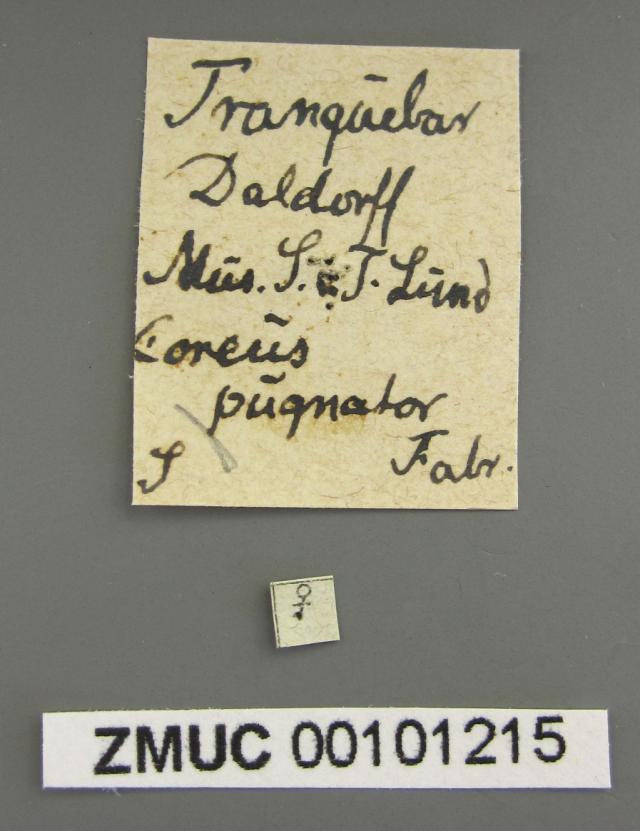 Tranquebar
Daldorff
Mus. S. & T. Lund
Coreus
pugnator
S Fabr.
♀
ZMUC 00101215